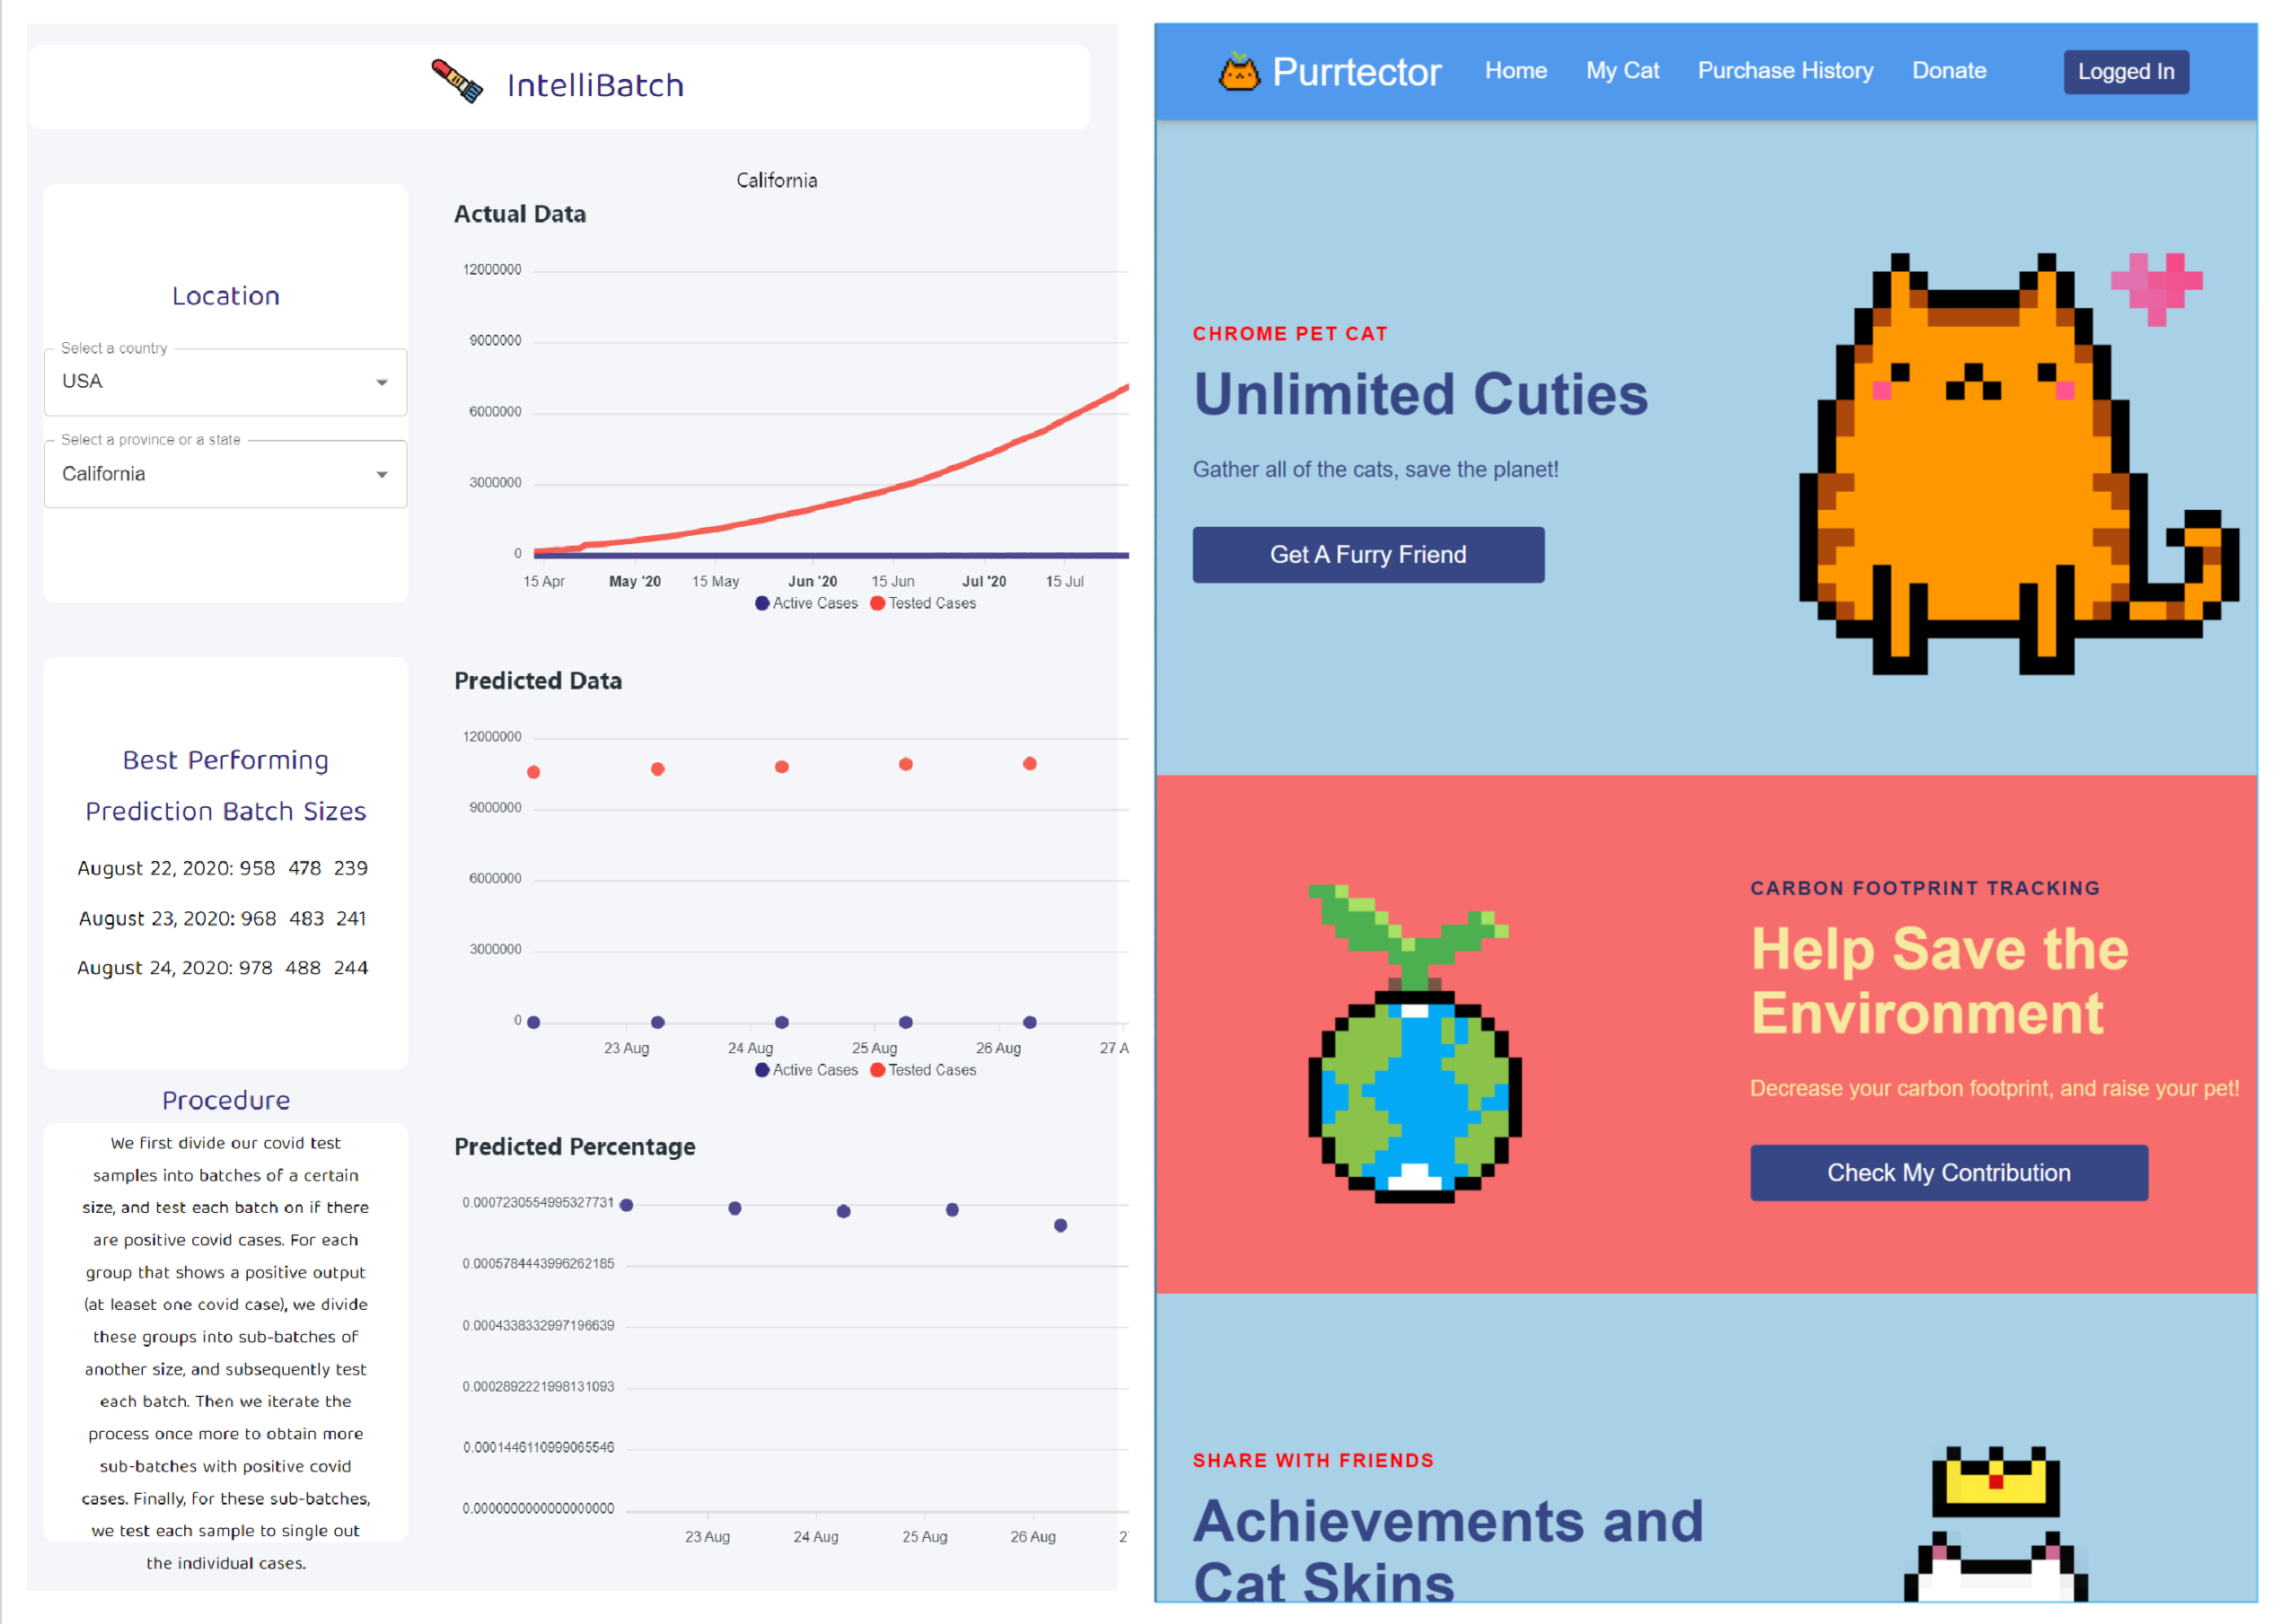 IntelliBatch
Location
Select a country
USA
Select a province or a state
California
Best Performing
Prediction Batch Sizes
August 22, 2020: 958 478 239
August 23, 2020: 968 483 241
August 24, 2020: 978 488 244
Procedure
We first divide our covid test
samples into batches of a certain
size, and test each batch on if there
are positive covid cases. For each
group that shows a positive output
(at leaset one covid case), we divide
these groups into sub-batches of
another size, and subsequently test
each batch. Then we iterate the
process once more to obtain more
sub-batches with positive covid
cases. Finally, for these sub-batches,
we test each sample to single out
the individual cases.
California
Actual Data
12000000
9000000
6000000
3000000
0
15 Apr May '20 15 May Jun '20 15 Jun Jul '20 15 Jul
Active Cases Tested Cases
Predicted Data
12000000
9000000
6000000
3000000
0
23 Aug 24 Aug 25 Aug 26 Aug 27 A
Active Cases Tested Cases
Predicted Percentage
0.0007230554995327731
0.0005784443996262185
0.0004338332997196639
0.0002892221998131093
0.0001446110999065546
0.0000000000000000000
23 Aug 24 Aug 25 Aug 26 Aug 2
Purrtector Home My Cat Purchase History Donate Logged In
CHROME PET CAT
Unlimited Cuties
Gather all of the cats, save the planet!
Get A Furry Friend
CARBON FOOTPRINT TRACKING
Help Save the
Environment
Decrease your carbon footprint, and raise your pet!
Check My Contribution
SHARE WITH FRIENDS
Achievements and
Cat Skins